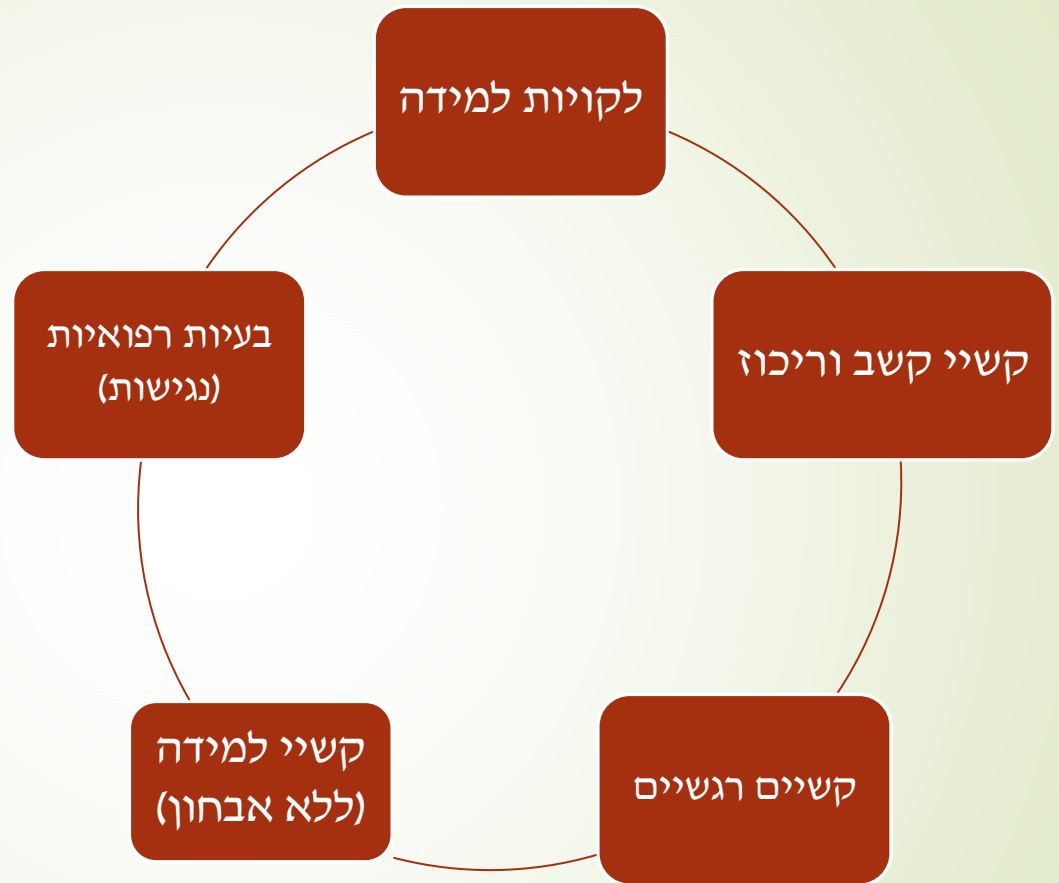 לקויות למידה
קשיי קשב וריכוז
קשיים רגשיים
קשיי למידה
(ללא אבחון)
בעיות רפואיות
(נגישות)